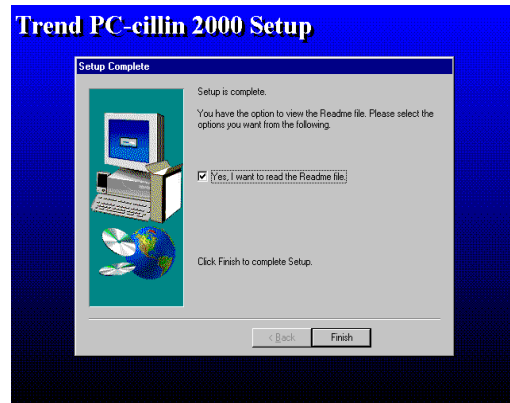 Trend PC-cillin 2000 Setup
Setup Complete
Setup is complete.
You have the option to view the Readme file. Please select the
options you want from the following.
Yes, I want to read the Readme file.
Click Finish to complete Setup.
< Back
Finish